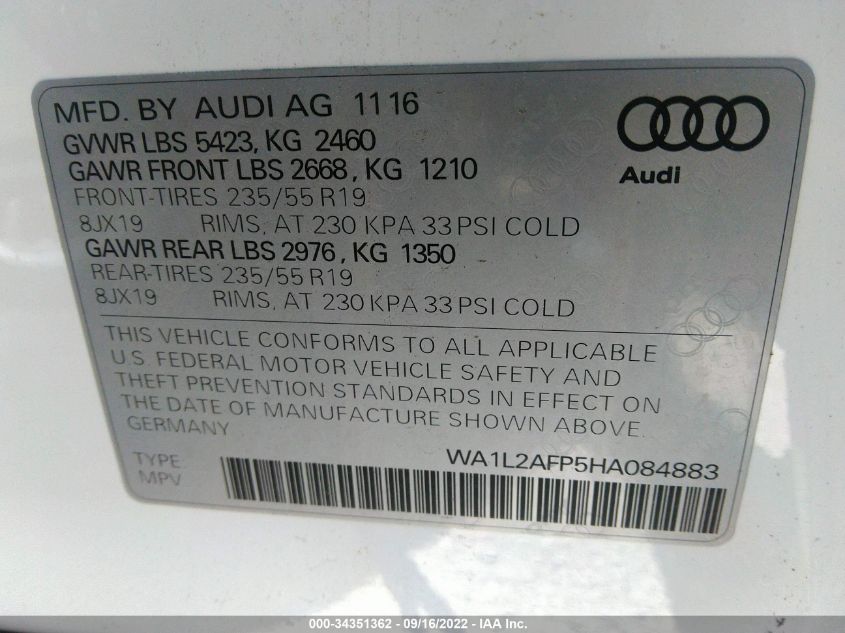 MFD. BY AUDI AG 11 16
GVWR LBS 5423, KG 2460
GAWR FRONT LBS 2668, KG 1210
FRONT-TIRES 235/55 R19
8JX19 RIMS, AT 230 KPA 33 PSI COLD
GAWR REAR LBS 2976, KG 1350
REAR-TIRES 235/55 R19
8JX19 RIMS, AT 230 KPA 33 PSI COLD
Audi
THIS VEHICLE CONFORMS TO ALL APPLICABLE
U.S. FEDERAL MOTOR VEHICLE SAFETY AND
THEFT PREVENTION STANDARDS IN EFFECT ON
THE DATE OF MANUFACTURE SHOWN ABOVE.
GERMANY
WA1L2AFP5HA084883
TYPE
MPV
000-34351362 - 09/16/2022 - IAA Inc.